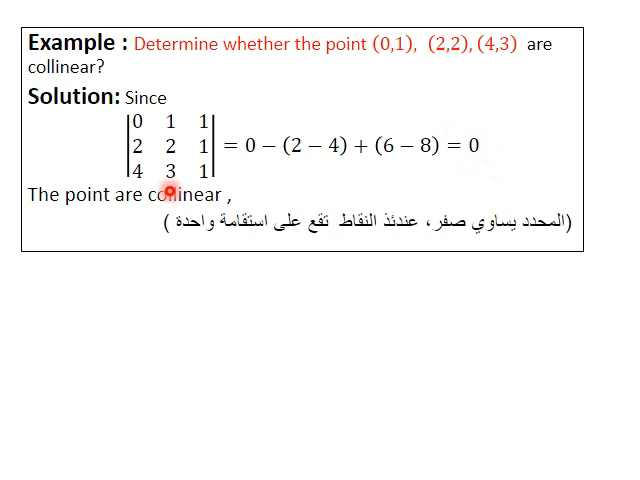 Example : Determine whether the point (0,1), (2,2), (4,3) are
collinear?
Solution: Since
|0 1 1|
|2 2 1| = 0 − (2 − 4) + (6 − 8) = 0
|4 3 1|
The point are collinear ,
(المحدد يساوي صفر، عندئذ النقاط تقع على استقامة واحدة )